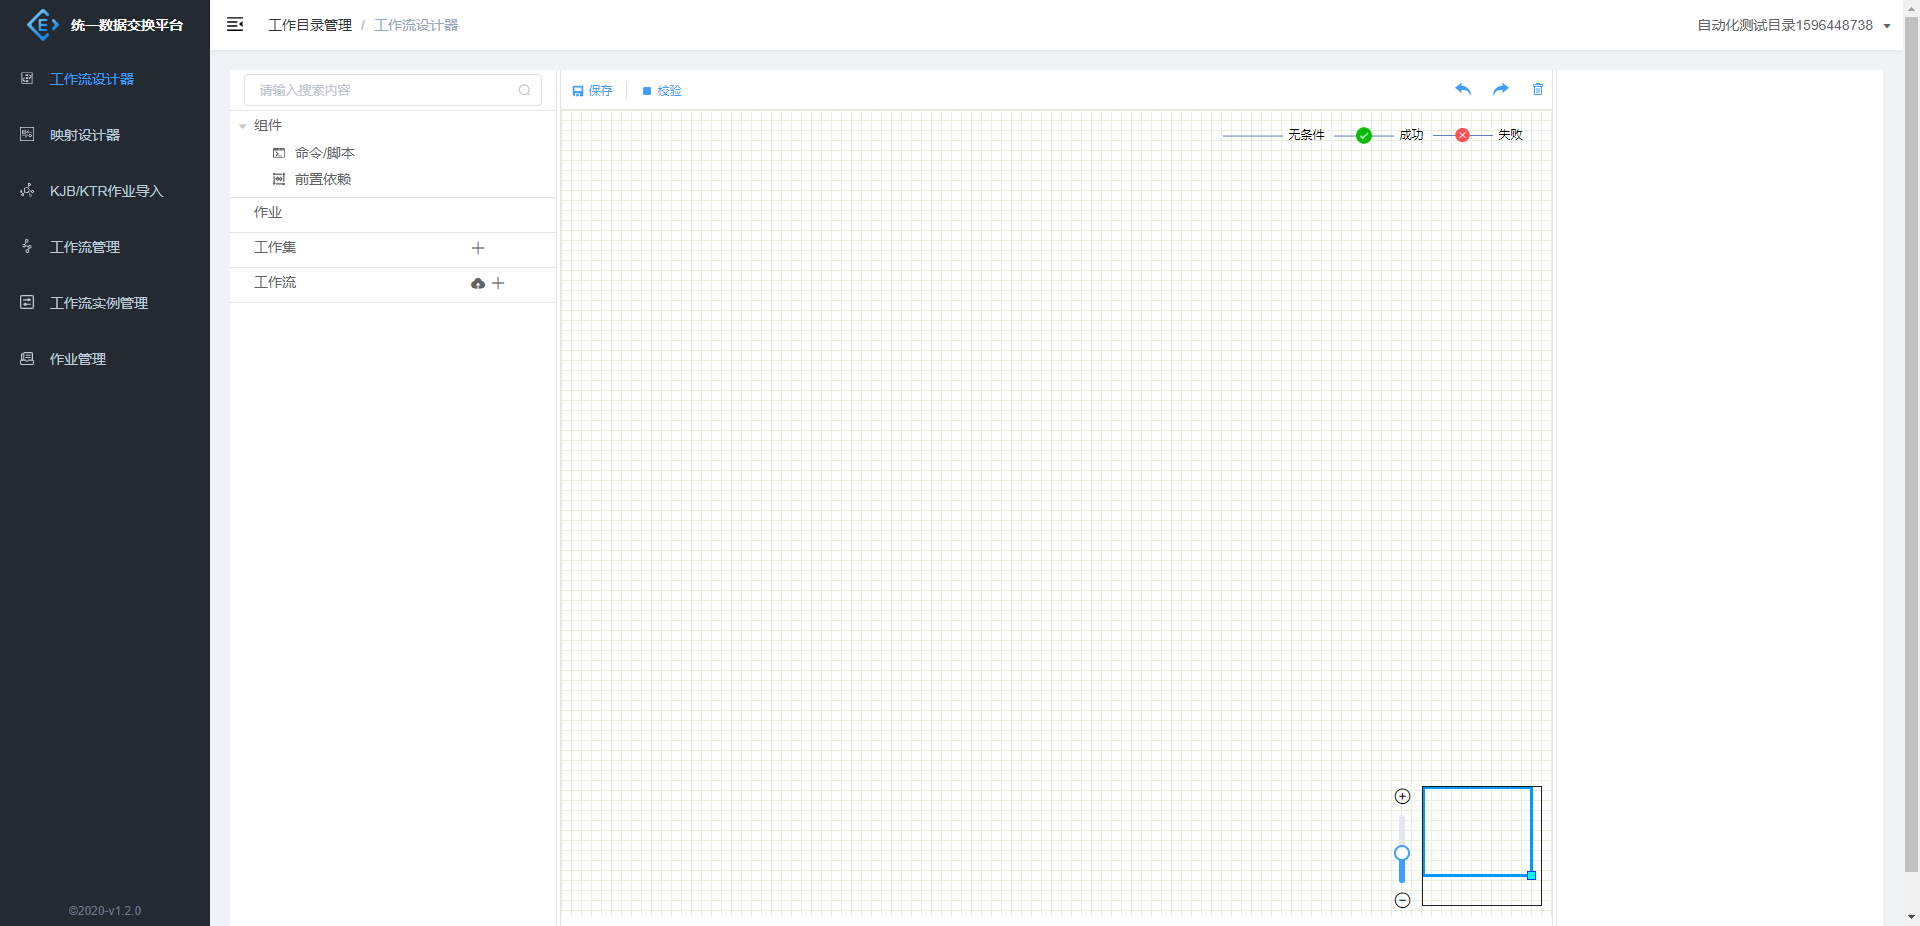 统一数据交换平台
工作目录管理 / 工作流设计器
自动化测试目录1596448738
工作流设计器
映射设计器
KJB/KTR作业导入
工作流管理
工作流实例管理
作业管理
©2020-v1.2.0
请输入搜索内容
组件
命令/脚本
前置依赖
作业
工作集
工作流
保存
校验
无条件
成功
失败